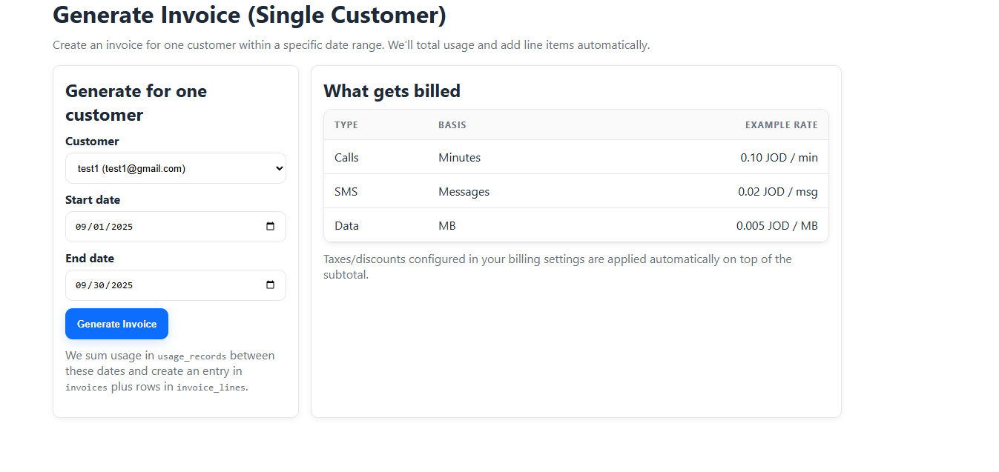 Generate Invoice (Single Customer)
Create an invoice for one customer within a specific date range. We'll total usage and add line items automatically.
Generate for one
customer
Customer
test1 (test1@gmail.com)
Start date
09/01/2025
End date
09/30/2025
Generate Invoice
We sum usage in usage_records between
these dates and create an entry in
invoices plus rows in invoice_lines.
What gets billed
TYPE BASIS EXAMPLE RATE
Calls Minutes 0.10 JOD / min
SMS Messages 0.02 JOD / msg
Data MB 0.005 JOD / MB
Taxes/discounts configured in your billing settings are applied automatically on top of the
subtotal.